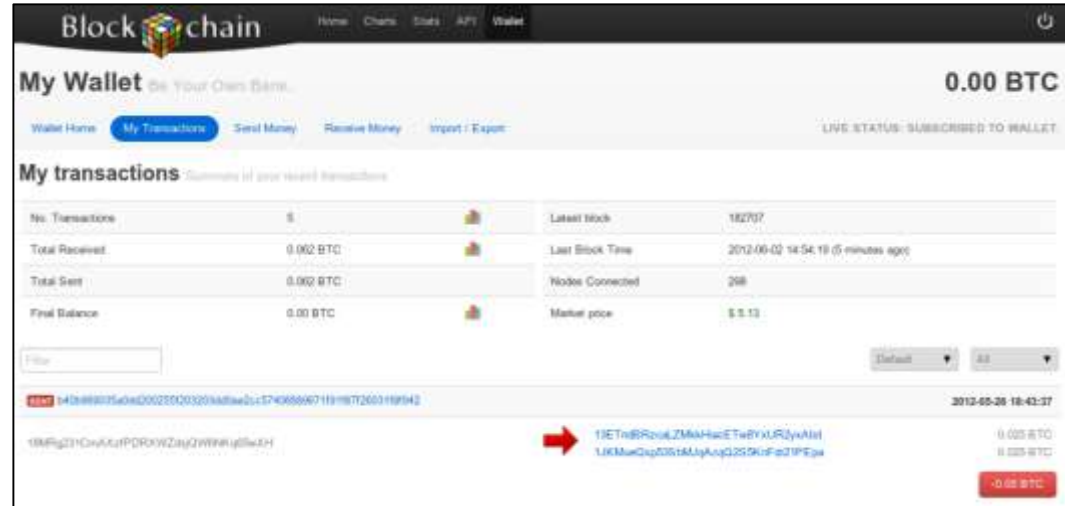 Block chain
Home Charts Stats API Wallet
My Wallet Be Your Own Bank.
0.00 BTC
Wallet Home My Transactions Send Money Receive Money Import / Export
LIVE STATUS: SUBSCRIBED TO WALLET.
My transactions Summary of your recent transactions
No. Transactions 5 Latest block 182707
Total Received 0.062 BTC Last Block Time 2012-06-02 14:54:19 (5 minutes ago)
Total Sent 0.062 BTC Nodes Connected 268
Final Balance 0.00 BTC Market price $ 5.13
Filter Default All
SENT
2012-05-26 18:43:37
0.025 BTC
0.025 BTC
-0.05 BTC